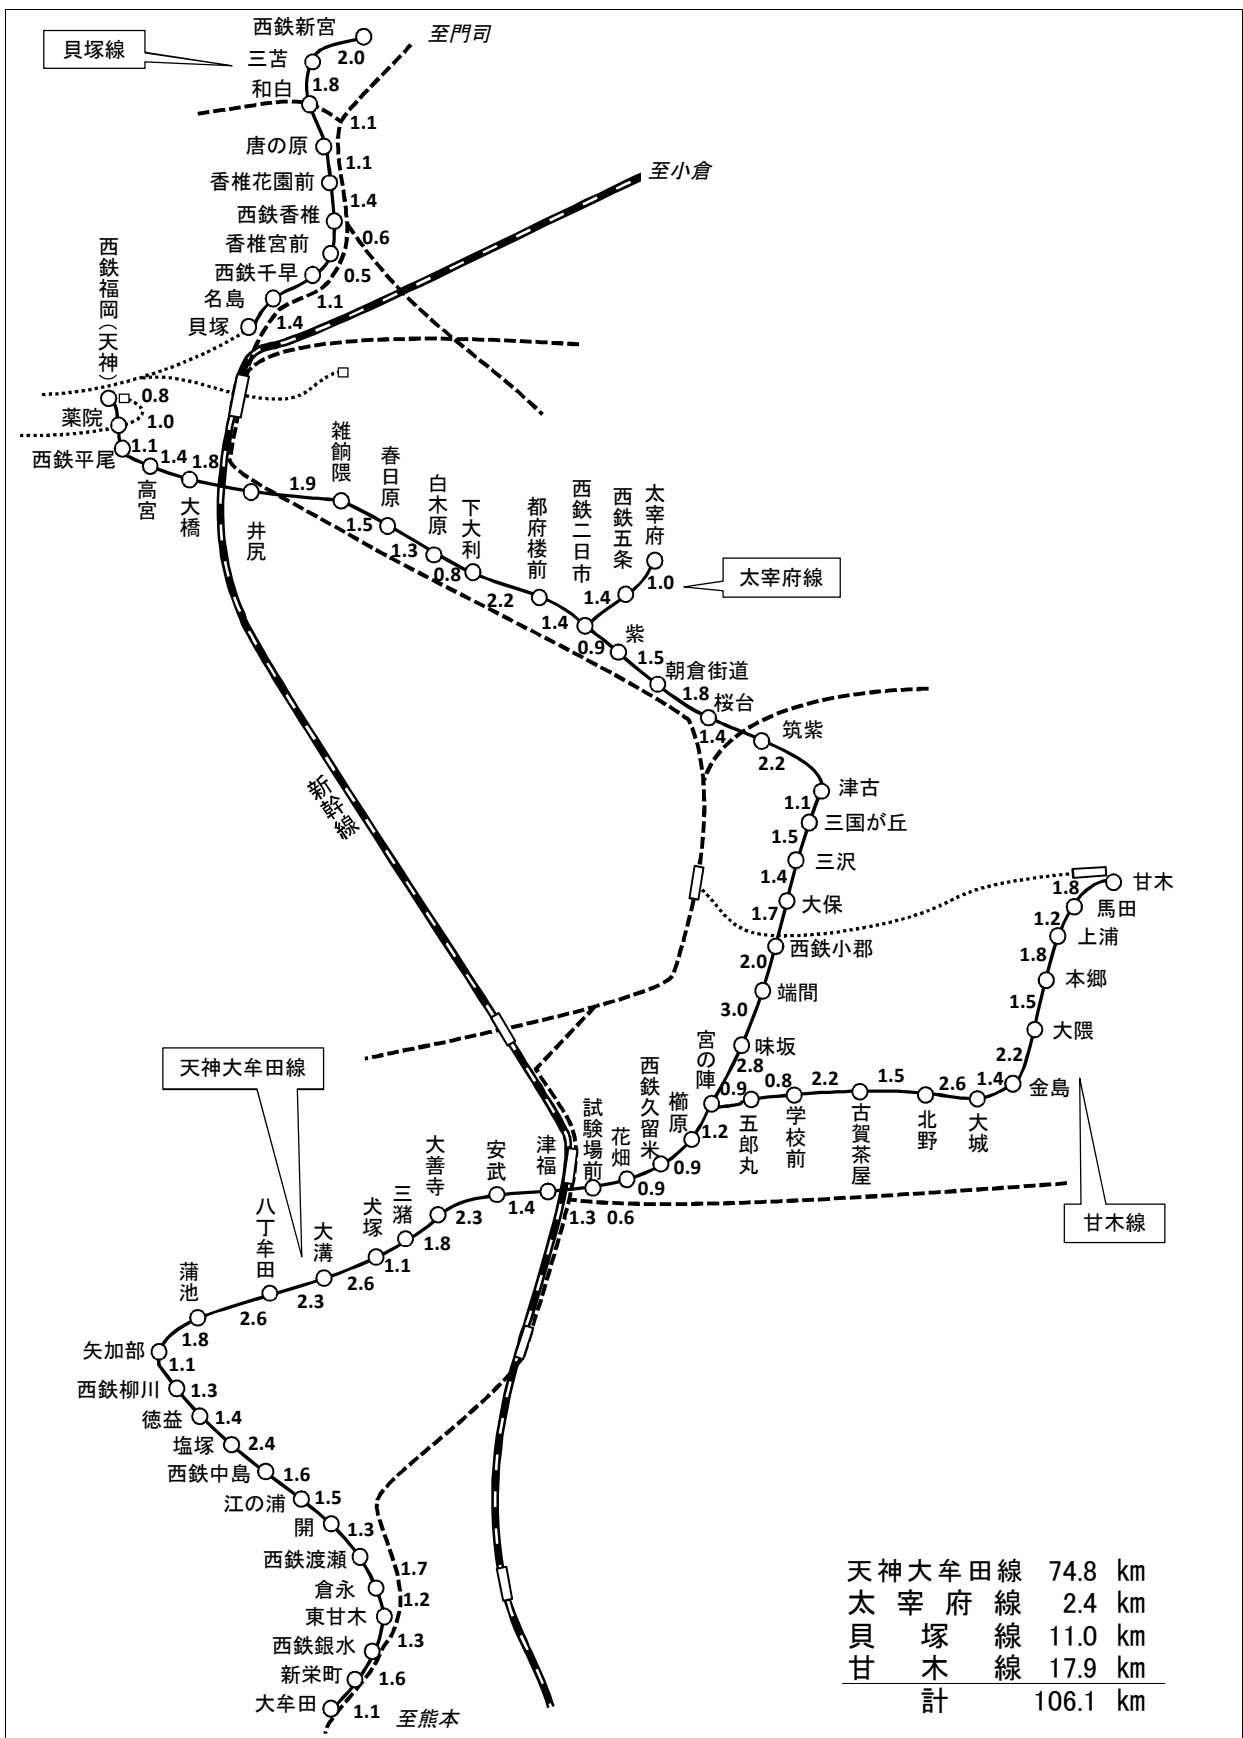 貝塚線
西鉄新宮
2.0
三苫
1.8
和白
1.1
唐の原
1.1
香椎花園前
1.4
西鉄香椎
0.6
香椎宮前
0.5
西鉄千早
1.1
名島
1.4
貝塚
至門司
至小倉
西鉄福岡(天神)
0.8
薬院
1.0
西鉄平尾
1.1
高宮
1.4
大橋
1.8
井尻
1.9
雑餉隈
1.5
春日原
1.3
白木原
0.8
下大利
2.2
都府楼前
1.4
西鉄二日市
1.4
西鉄五条
1.0
太宰府
太宰府線
0.9
紫
1.5
朝倉街道
1.8
桜台
1.4
筑紫
2.2
津古
1.1
三国が丘
1.5
三沢
1.4
大保
1.7
西鉄小郡
2.0
端間
3.0
味坂
2.8
宮の陣
新幹線
甘木
1.8
馬田
1.2
上浦
1.8
本郷
1.5
大隈
2.2
金島
1.4
大城
2.6
北野
1.5
古賀茶屋
2.2
学校前
0.8
五郎丸
0.9
甘木線
1.2
櫛原
0.9
西鉄久留米
0.9
花畑
0.6
試験場前
1.3
津福
1.4
安武
2.3
大善寺
1.8
三潴
1.1
犬塚
2.6
大溝
2.3
八丁牟田
2.6
蒲池
1.8
矢加部
1.1
西鉄柳川
1.3
徳益
1.4
塩塚
2.4
西鉄中島
1.6
江の浦
1.5
開
1.3
西鉄渡瀬
1.7
倉永
1.2
東甘木
1.3
西鉄銀水
1.6
新栄町
1.1
大牟田
至熊本
天神大牟田線
天神大牟田線 74.8 km
太宰府線 2.4 km
貝塚線 11.0 km
甘木線 17.9 km
計 106.1 km